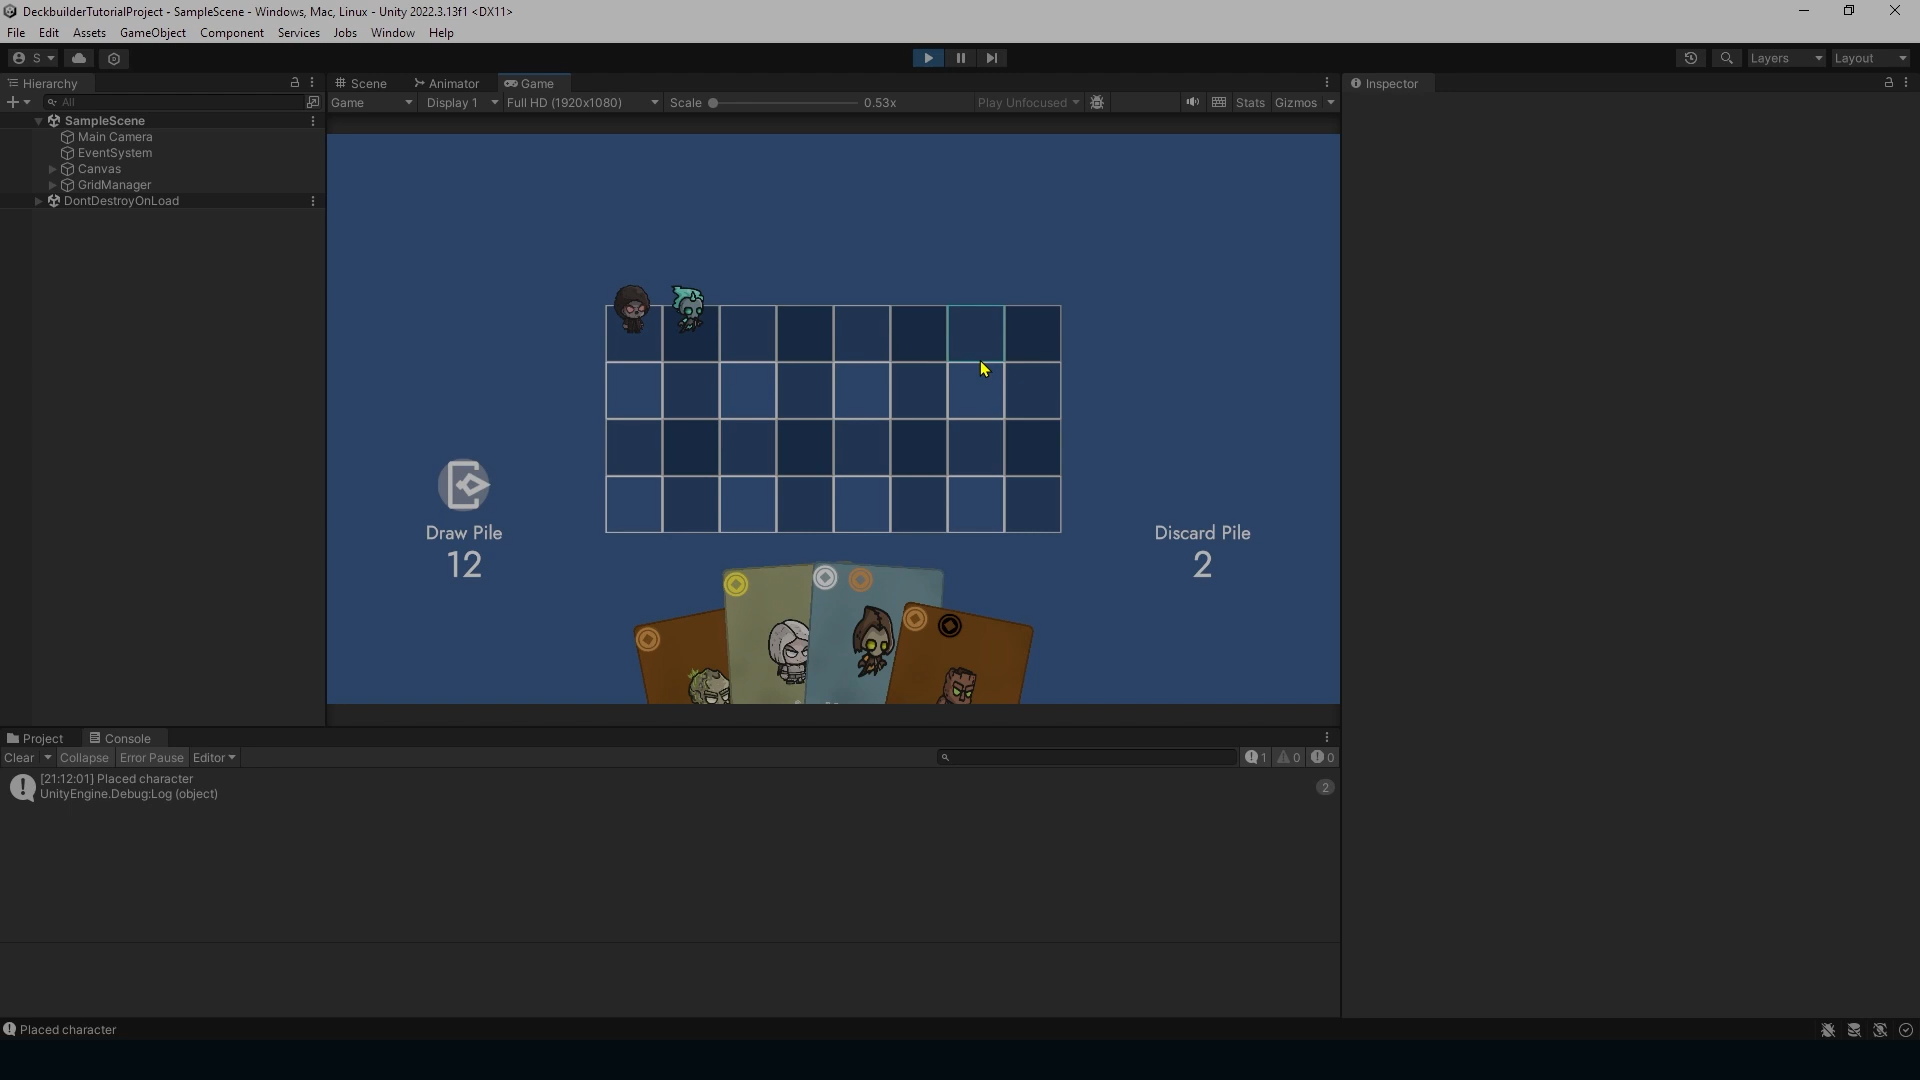 DeckbuilderTutorialProject - SampleScene - Windows, Mac, Linux - Unity 2022.3.13f1 <DX11>
File Edit Assets GameObject Component Services Jobs Window Help
S Layers Layout
Hierarchy Scene Animator Game Inspector
All Game Display 1 Full HD (1920x1080) Scale 0.53x Play Unfocused Stats Gizmos
SampleScene
Main Camera
EventSystem
Canvas
GridManager
DontDestroyOnLoad
Draw Pile
12
Discard Pile
2
Project Console
Clear Collapse Error Pause Editor 1 0 0
[21:12:01] Placed character
UnityEngine.Debug:Log (object)
2
Placed character